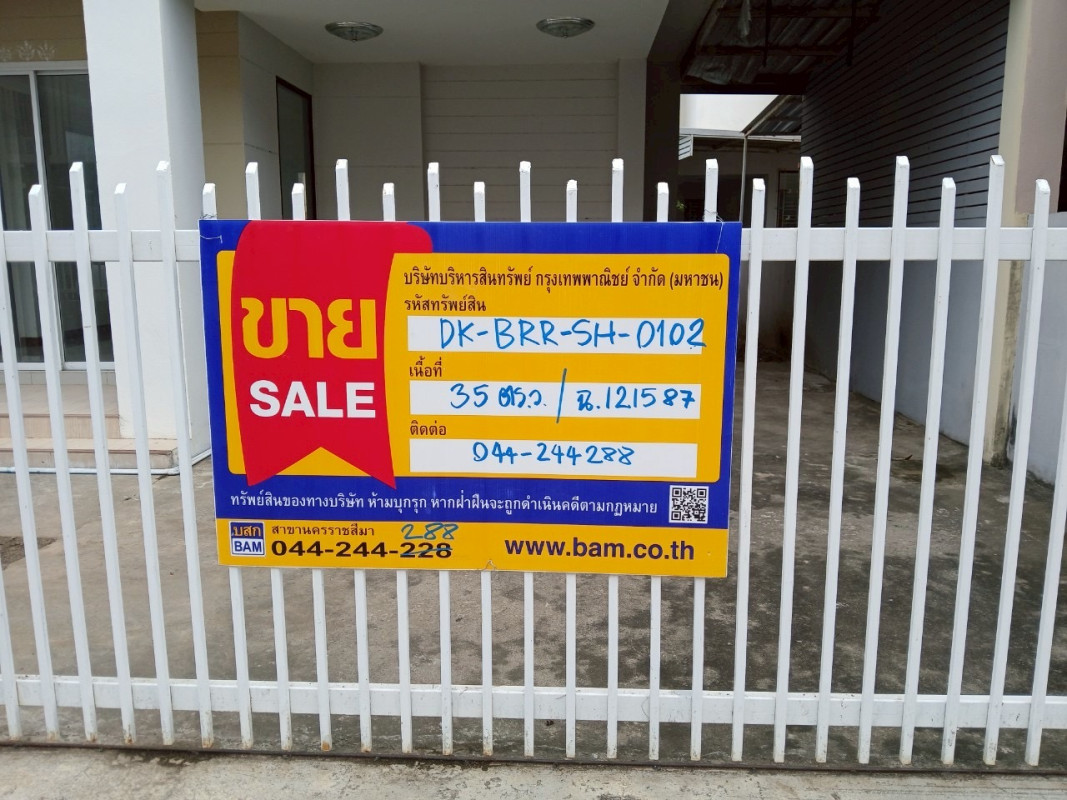 ขาย
SALE
บริษัทบริหารสินทรัพย์ กรุงเทพพาณิชย์ จำกัด (มหาชน)
รหัสทรัพย์สิน
DK-BRR-SH-0102
เนื้อที่
35 ตร.ว. / ฉ.121587
ติดต่อ
044-244288
ทรัพย์สินของทางบริษัท ห้ามบุกรุก หากฝ่าฝืนจะถูกดำเนินคดีตามกฎหมาย
บสก
BAM
สาขานครราชสีมา
288
044-244-228
www.bam.co.th